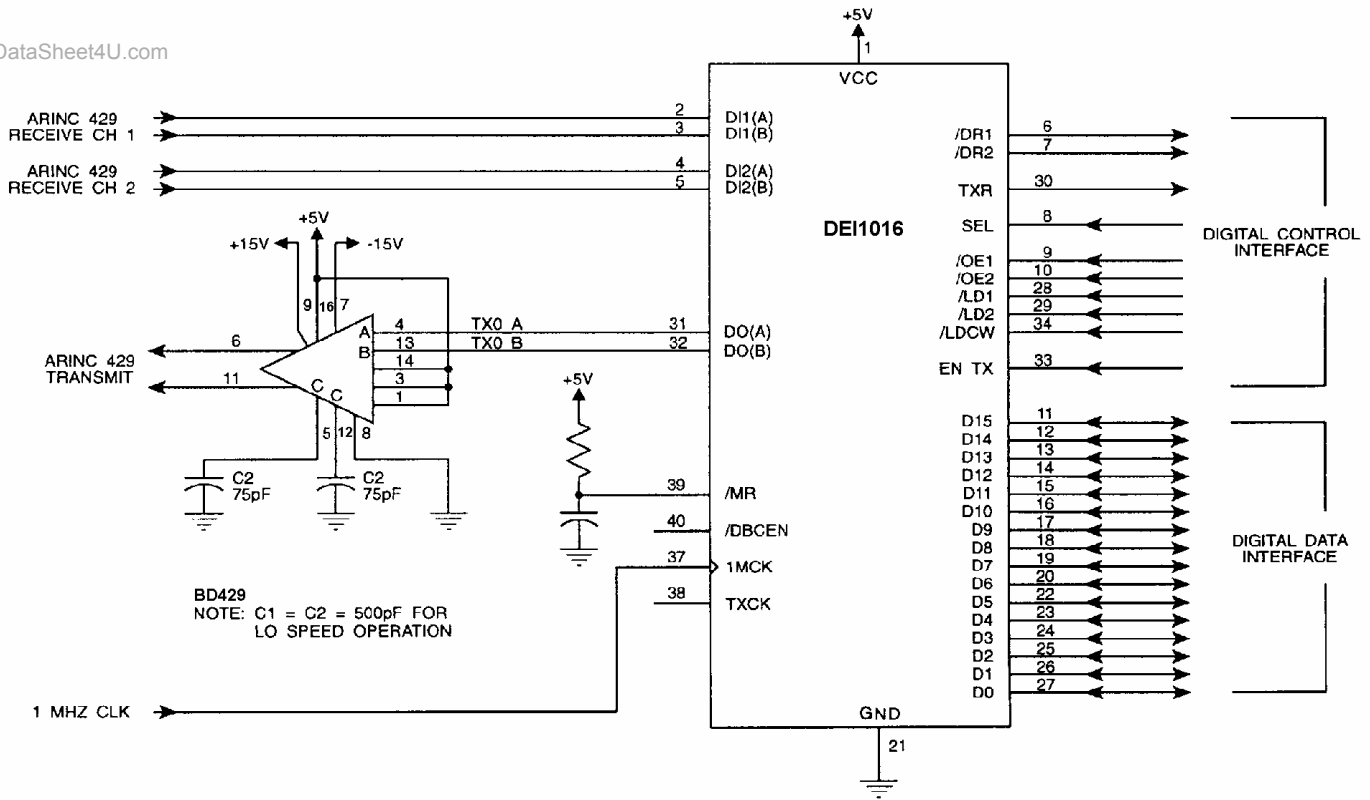 DataSheet4U.com
+5V
1
VCC
ARINC 429
RECEIVE CH 1
2
3
DI1(A)
DI1(B)
ARINC 429
RECEIVE CH 2
4
5
DI2(A)
DI2(B)
DEI1016
/DR1
6
/DR2
7
TXR
30
SEL
8
/OE1
9
/OE2
10
/LD1
28
/LD2
29
/LDCW
34
EN TX
33
DIGITAL CONTROL
INTERFACE
+5V
+15V
-15V
9
16
7
A
4
TX0 A
31
DO(A)
B
13
TX0 B
32
DO(B)
14
3
1
ARINC 429
TRANSMIT
6
11
C
C
5
12
8
C2
75pF
C2
75pF
+5V
39
/MR
40
/DBCEN
37
1MCK
38
TXCK
D15
11
D14
12
D13
13
D12
14
D11
15
D10
16
D9
17
D8
18
D7
19
D6
20
D5
22
D4
23
D3
24
D2
25
D1
26
D0
27
DIGITAL DATA
INTERFACE
BD429
NOTE: C1 = C2 = 500pF FOR
LO SPEED OPERATION
1 MHZ CLK
GND
21